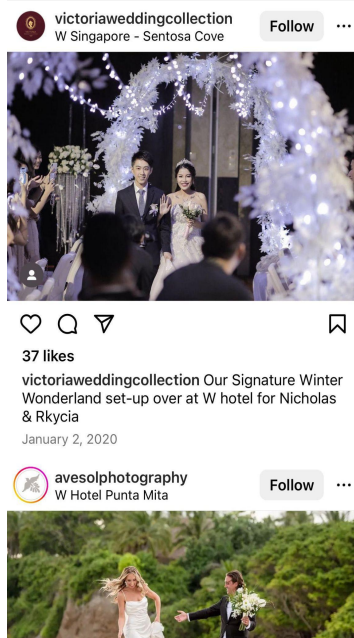 victoriaweddingcollection
W Singapore - Sentosa Cove
Follow
37 likes
victoriaweddingcollection Our Signature Winter
Wonderland set-up over at W hotel for Nicholas
& Rkycia
January 2, 2020
avesolphotography
W Hotel Punta Mita
Follow